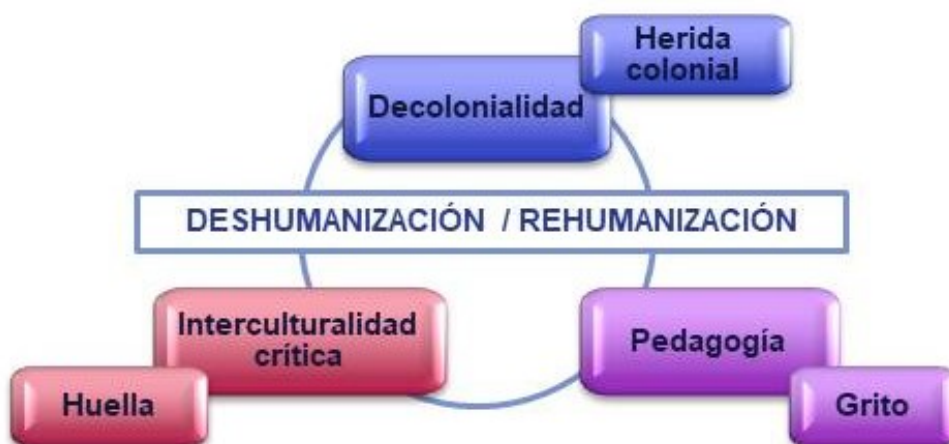 Herida
colonial
Decolonialidad
DESHUMANIZACIÓN / REHUMANIZACIÓN
Interculturalidad
crítica
Pedagogía
Huella
Grito